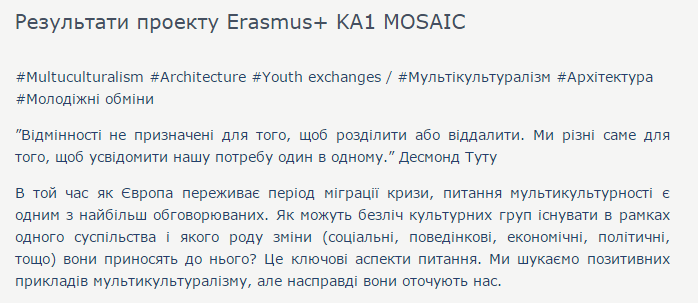 Результати проекту Erasmus+ KA1 MOSAIC
#Multuculturalism #Architecture #Youth exchanges / #Мультікультуралізм #Архітектура
#Молодіжні обміни
”Відмінності не призначені для того, щоб розділити або віддалити. Ми різні саме для
того, щоб усвідомити нашу потребу один в одному.” Десмонд Туту
В той час як Європа переживає період міграції кризи, питання мультикультурності є
одним з найбільш обговорюваних. Як можуть безліч культурних груп існувати в рамках
одного суспільства і якого роду зміни (соціальні, поведінкові, економічні, політичні,
тощо) вони приносять до нього? Це ключові аспекти питання. Ми шукаємо позитивних
прикладів мультикультуралізму, але насправді вони оточують нас.